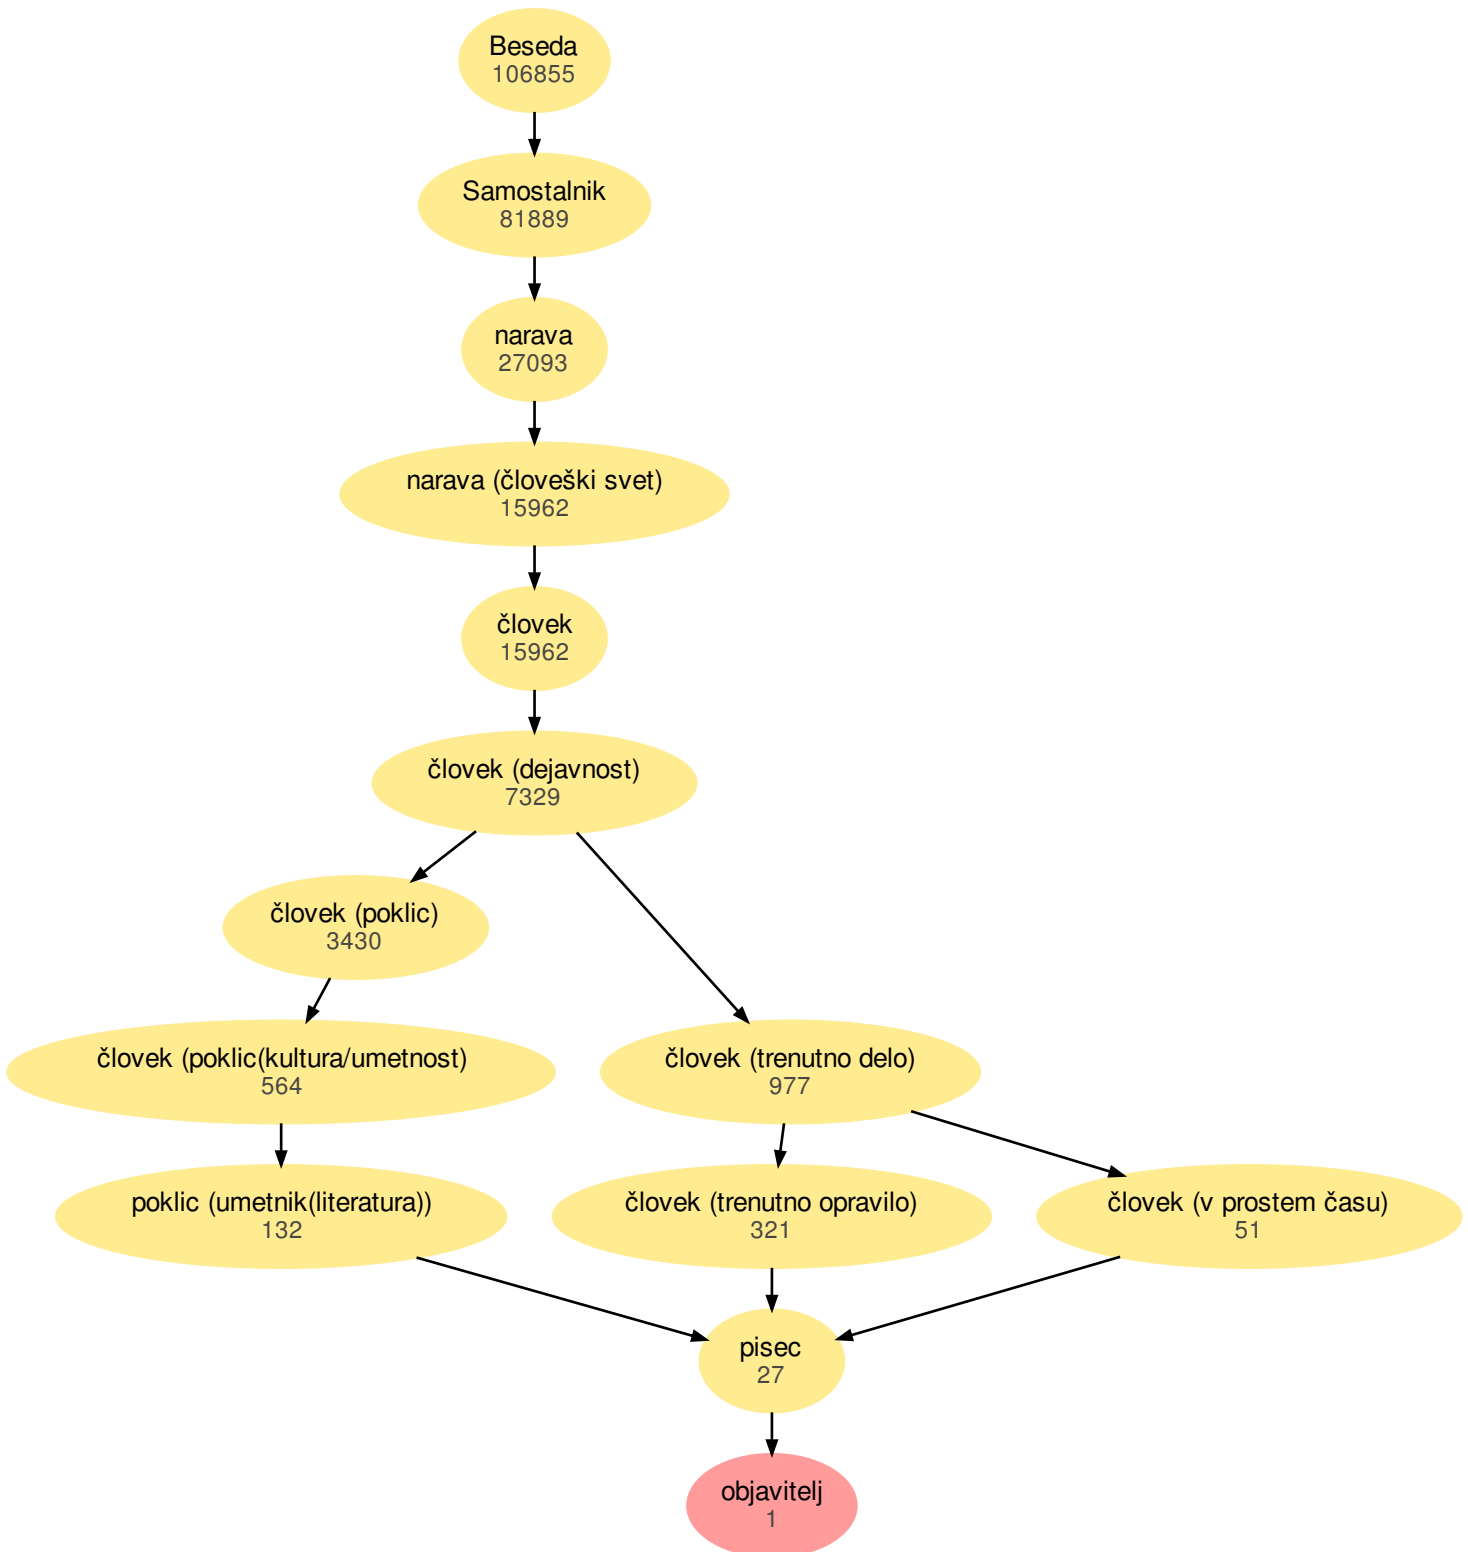 Beseda
106855
Samostalnik
81889
narava
27093
narava (človeški svet)
15962
človek
15962
človek (dejavnost)
7329
človek (poklic)
3430
človek (poklic(kultura/umetnost)
564
človek (trenutno delo)
977
poklic (umetnik(literatura))
132
človek (trenutno opravilo)
321
človek (v prostem času)
51
pisec
27
objavitelj
1